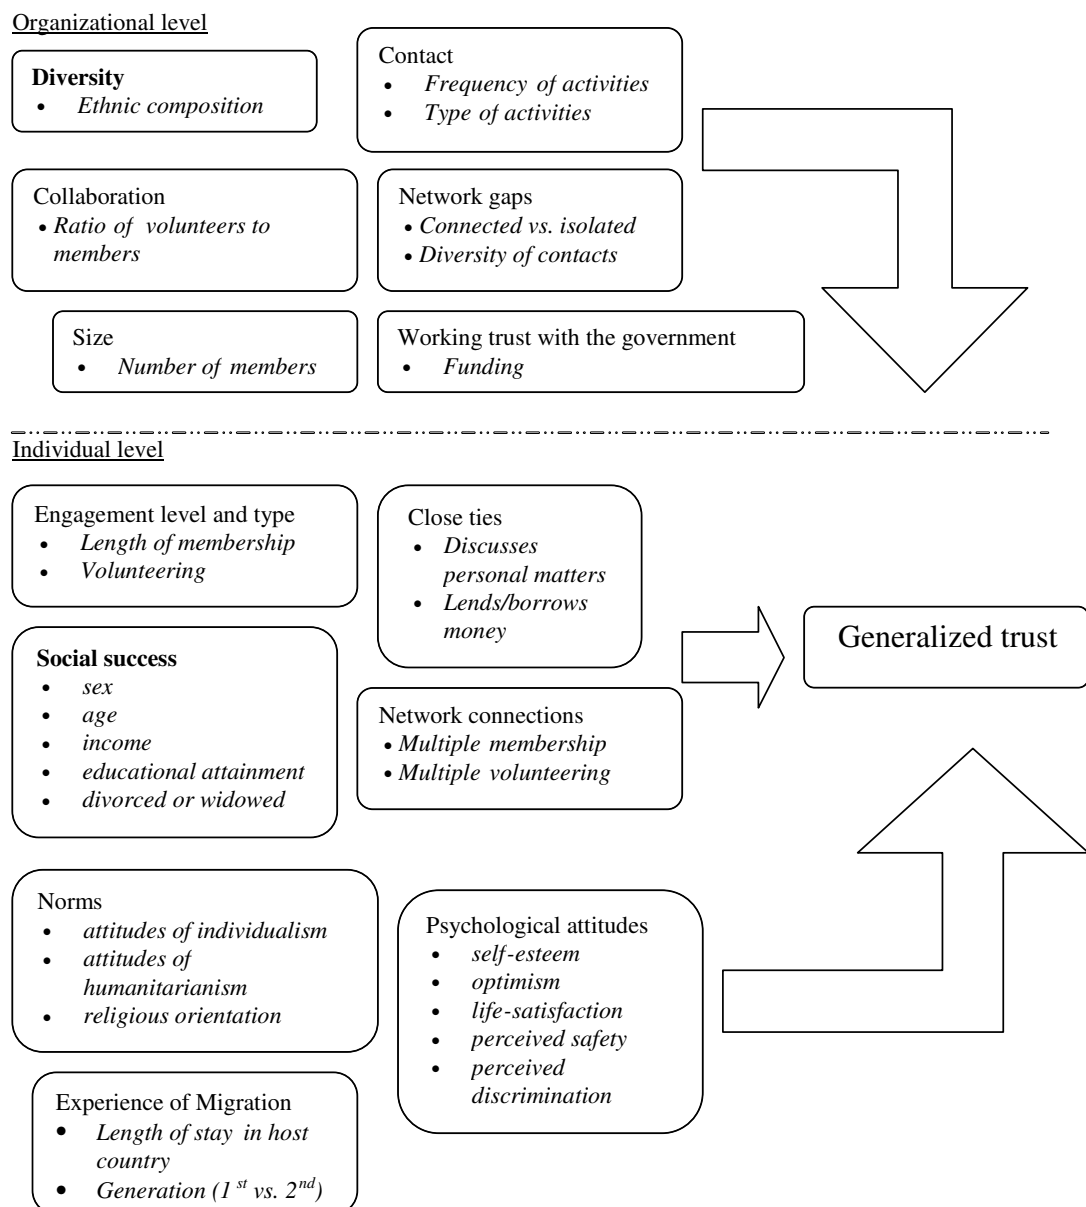 Organizational level
Diversity
• Ethnic composition
Contact
• Frequency of activities
• Type of activities
Collaboration
• Ratio of volunteers to
members
Network gaps
• Connected vs. isolated
• Diversity of contacts
Size
• Number of members
Working trust with the government
• Funding
Individual level
Engagement level and type
• Length of membership
• Volunteering
Close ties
• Discusses
personal matters
• Lends/borrows
money
Social success
• sex
• age
• income
• educational attainment
• divorced or widowed
Network connections
• Multiple membership
• Multiple volunteering
Generalized trust
Norms
• attitudes of individualism
• attitudes of
humanitarianism
• religious orientation
Psychological attitudes
• self-esteem
• optimism
• life-satisfaction
• perceived safety
• perceived
discrimination
Experience of Migration
• Length of stay in host
country
• Generation (1st vs. 2nd)